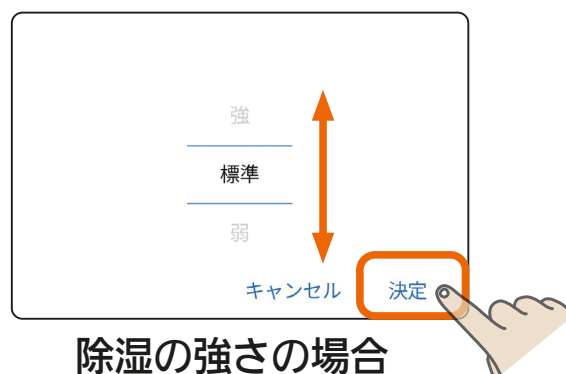 強
標準
弱
キャンセル 決定
除湿の強さの場合